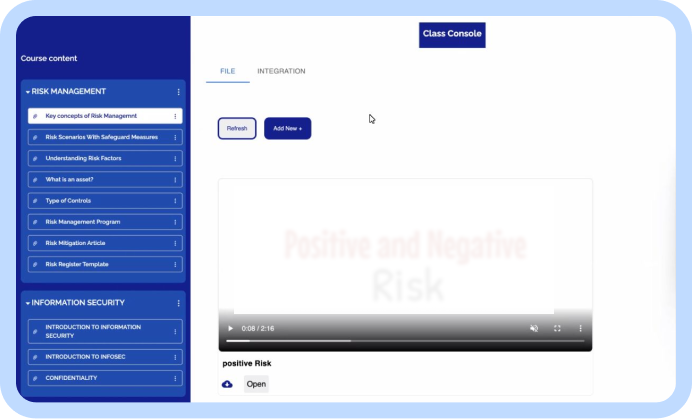 Class Console
Course content
FILE
INTEGRATION
RISK MANAGEMENT
Key concepts of Risk Managemnt
Risk Scenarios With Safeguard Measures
Understanding Risk Factors
What is an asset?
Type of Controls
Risk Management Program
Risk Mitigation Article
Risk Register Template
INFORMATION SECURITY
INTRODUCTION TO INFORMATION
SECURITY
INTRODUCTION TO INFOSEC
CONFIDENTIALITY
Refresh
Add New +
Positive and Negative
Risk
0:08 / 2:16
positive Risk
Open